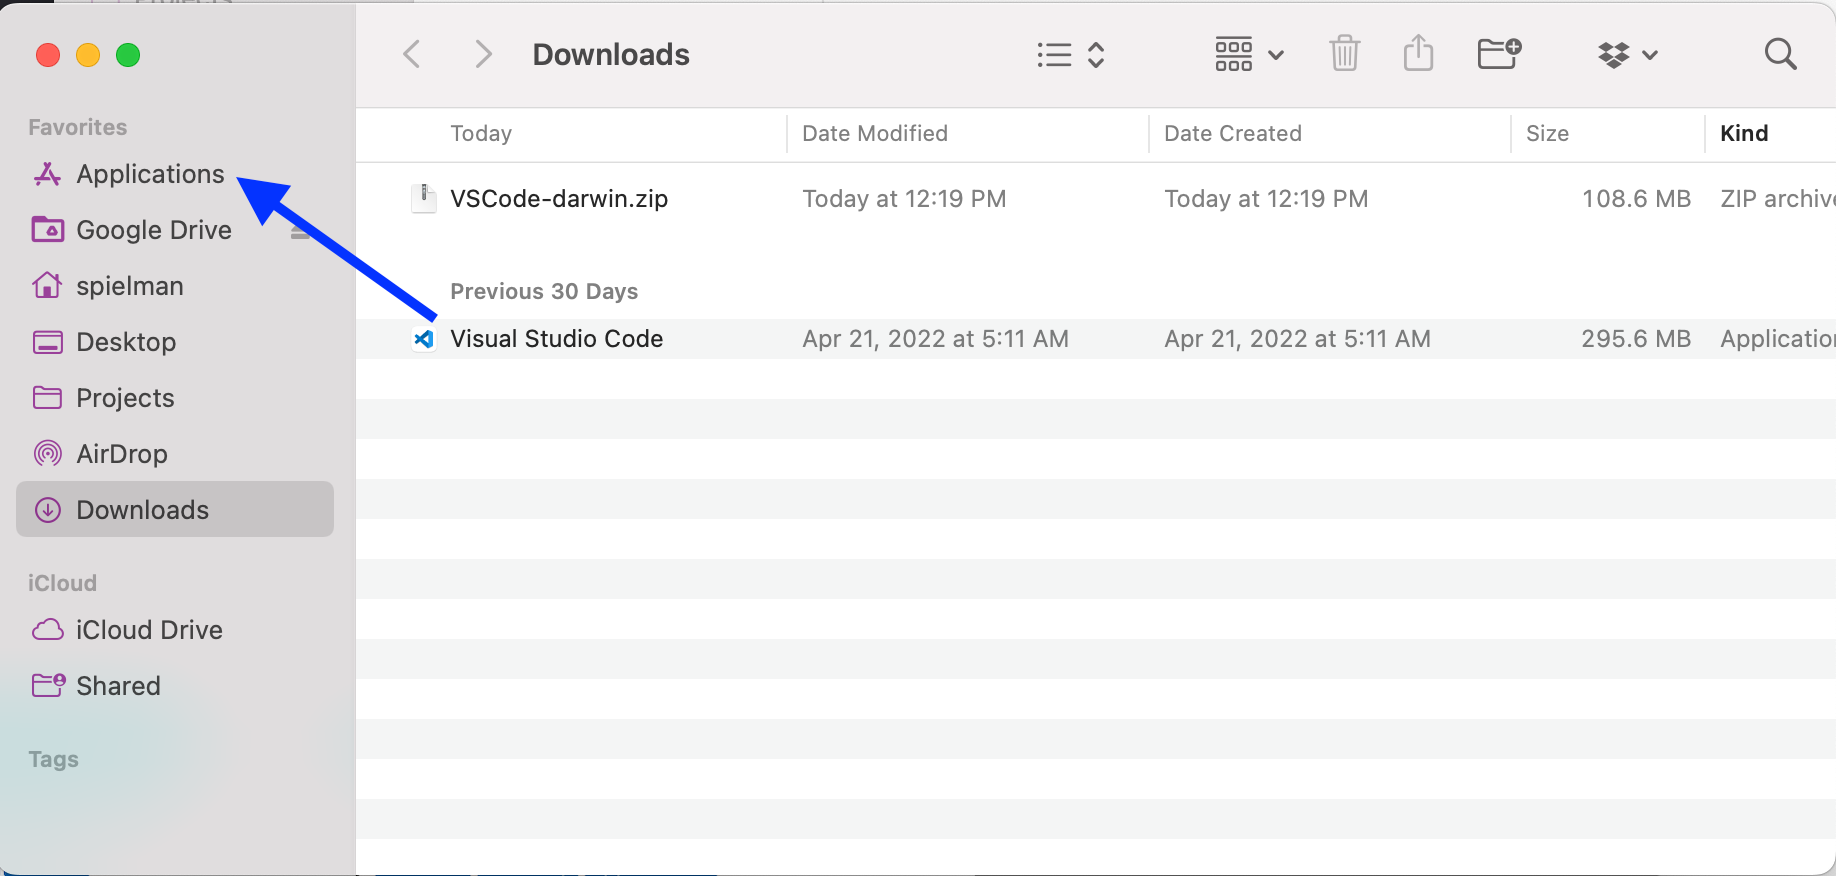 Downloads
Favorites
Applications
Google Drive
spielman
Desktop
Projects
AirDrop
Downloads
iCloud
iCloud Drive
Shared
Tags
Today Date Modified Date Created Size Kind
VSCode-darwin.zip Today at 12:19 PM Today at 12:19 PM 108.6 MB ZIP archive
Previous 30 Days
Visual Studio Code Apr 21, 2022 at 5:11 AM Apr 21, 2022 at 5:11 AM 295.6 MB Application